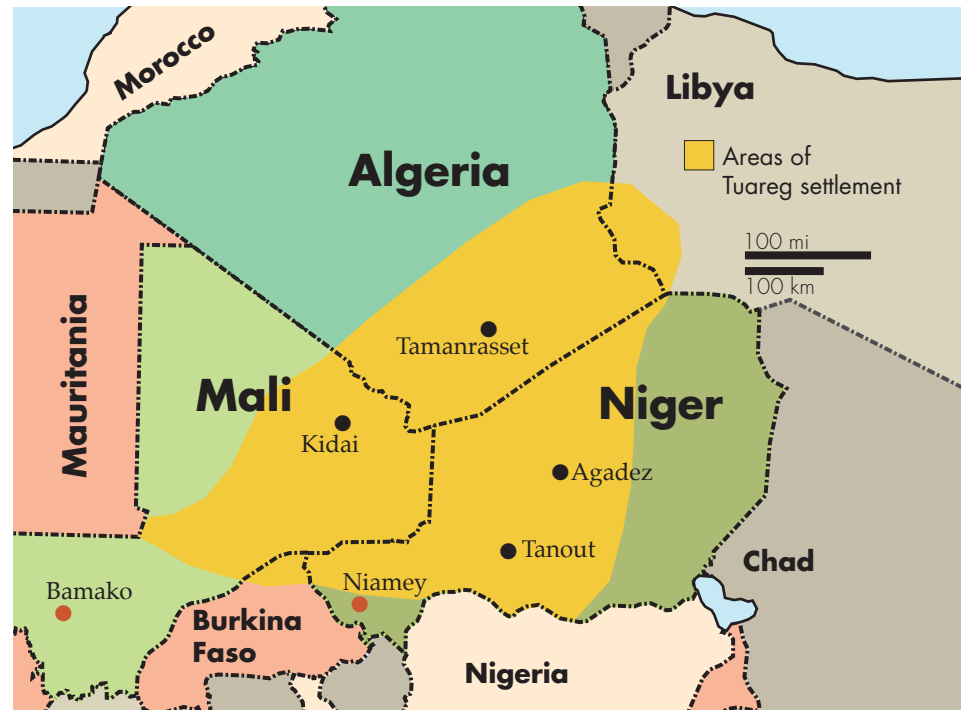 Morocco
Libya
Algeria
Areas of
Tuareg settlement
100 mi
100 km
Mauritania
Tamanrasset
Mali
Niger
Kidai
Agadez
Tanout
Chad
Bamako
Niamey
Burkina
Faso
Nigeria